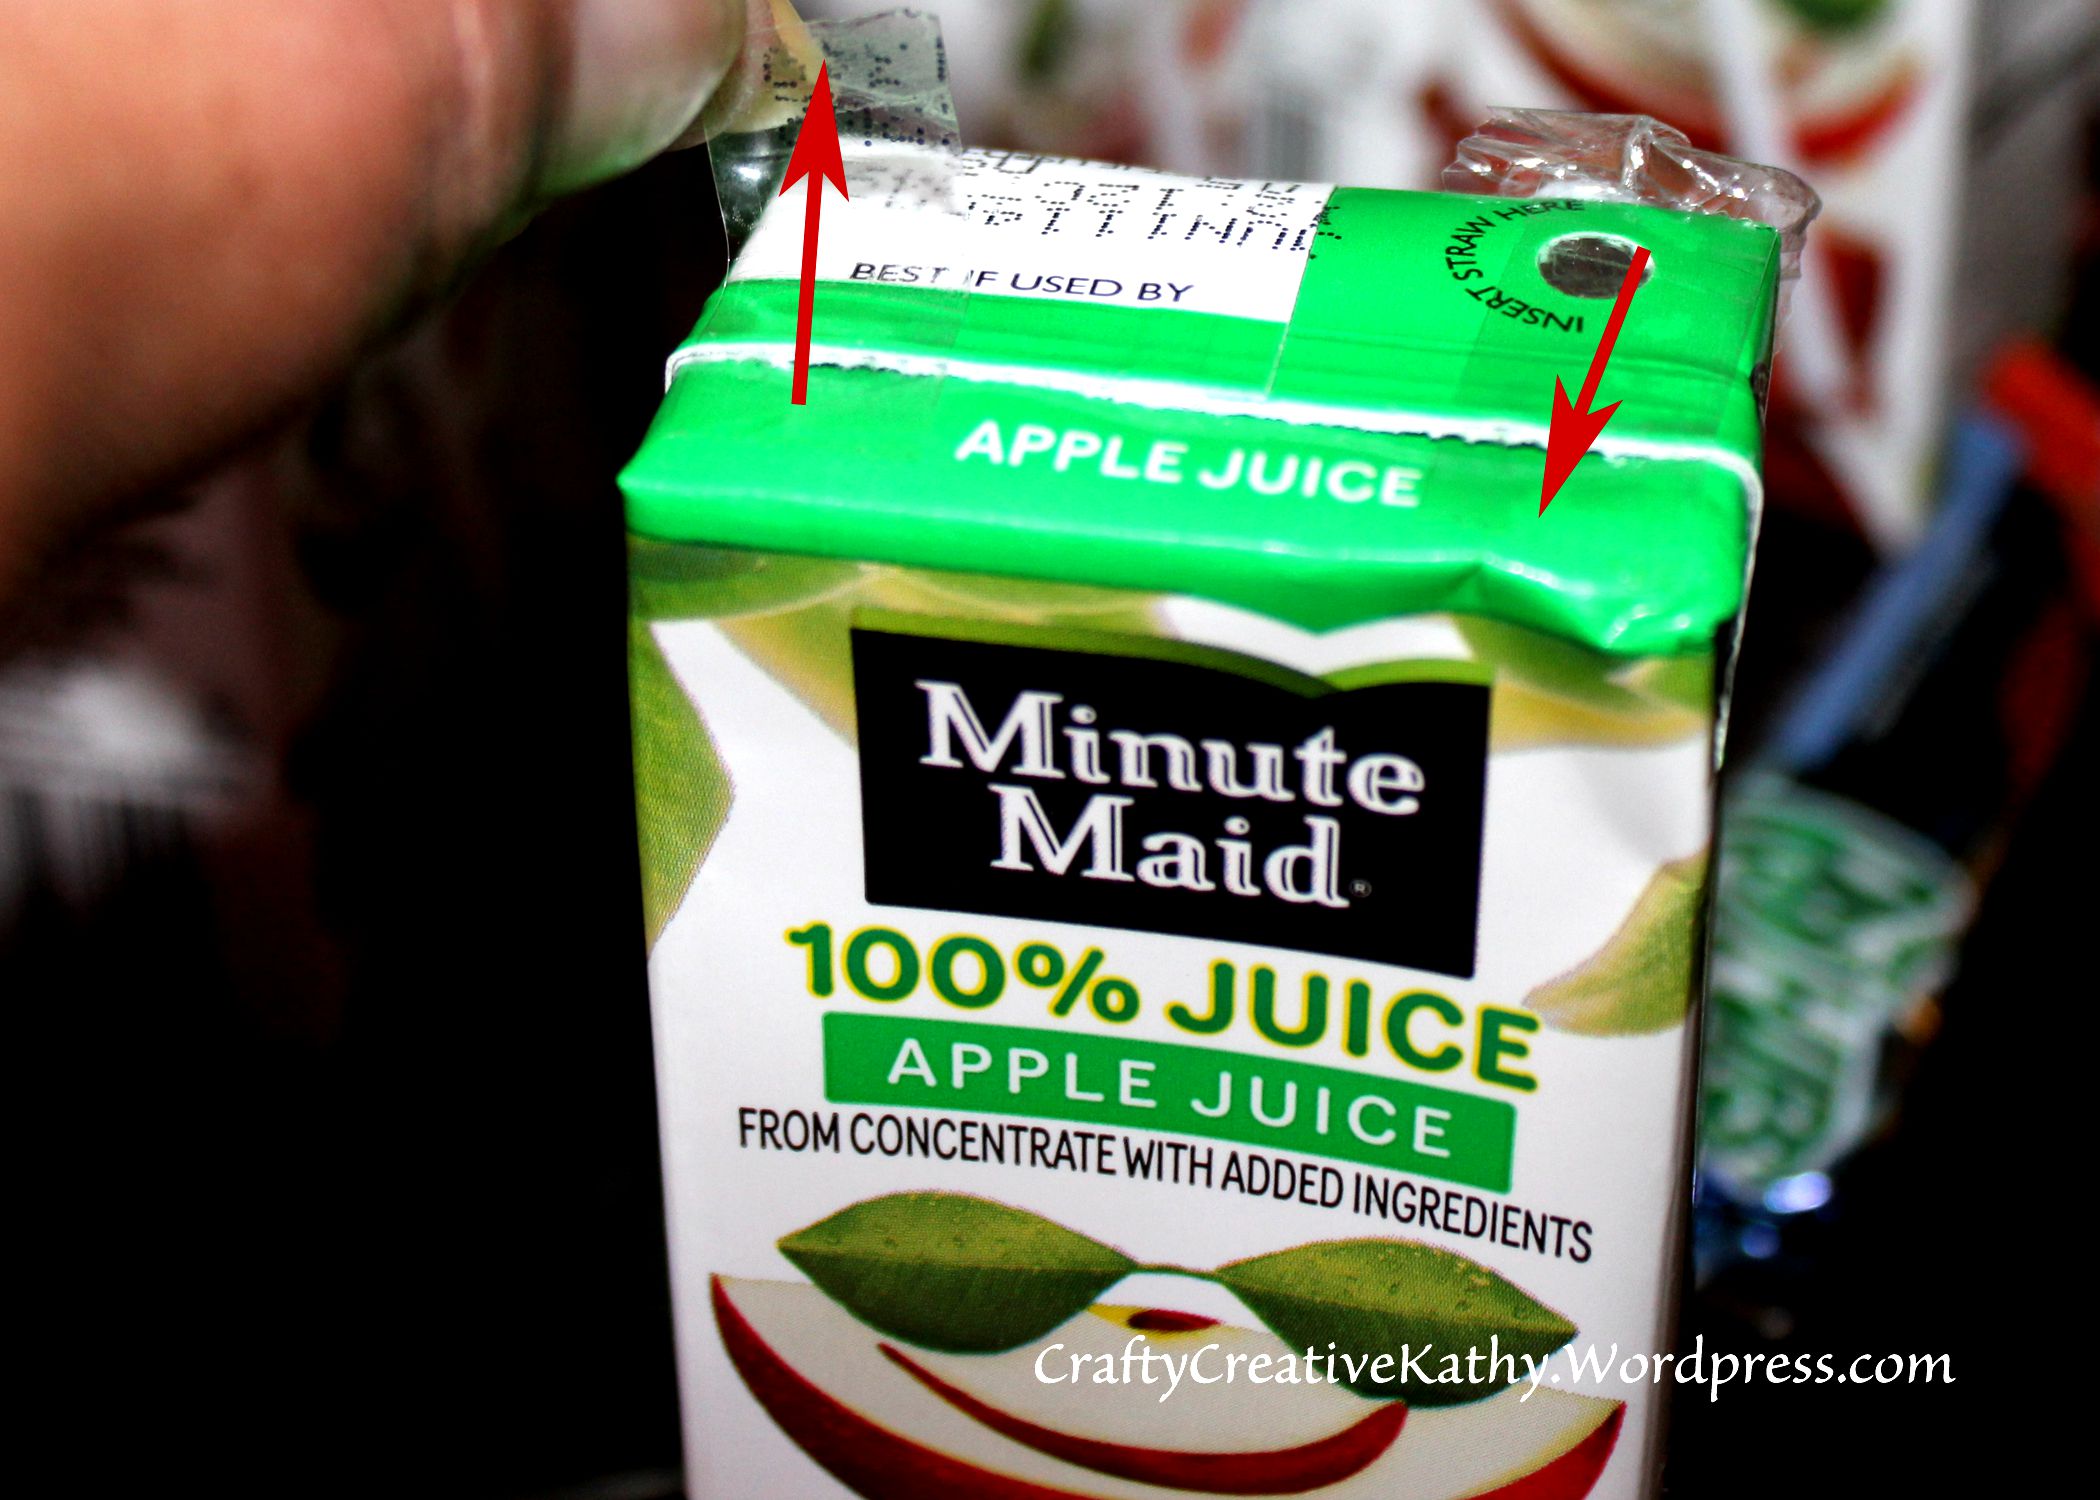 BEST IF USED BY
INSERT STRAW HERE
APPLE JUICE
Minute
Maid®
100% JUICE
APPLE JUICE
FROM CONCENTRATE WITH ADDED INGREDIENTS
CraftyCreativeKathy.Wordpress.com